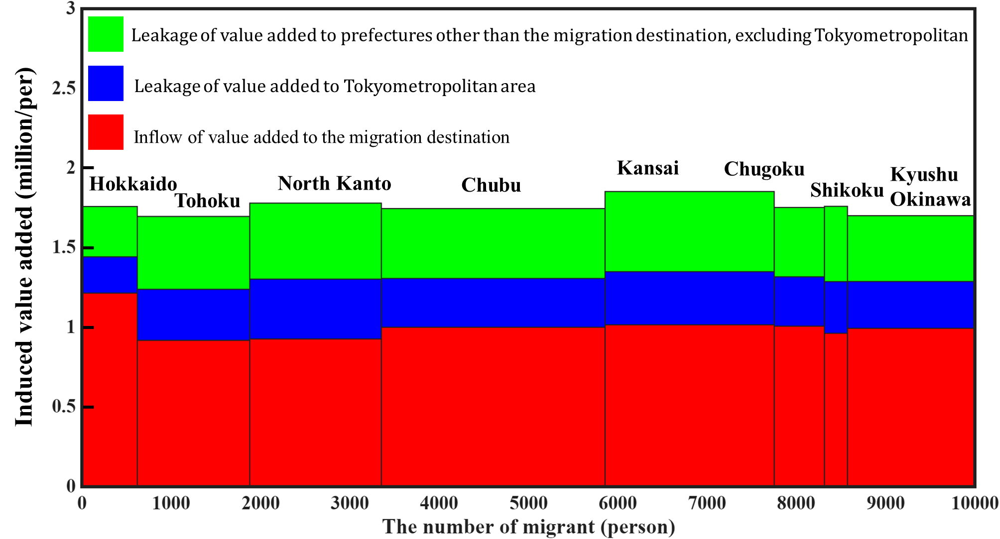 3
Leakage of value added to prefectures other than the migration destination, excluding Tokyometropolitan
2.5
Leakage of value added to Tokyometropolitan area
Inflow of value added to the migration destination
2
Hokkaido
Tohoku
North Kanto
Chubu
Kansai
Chugoku
Shikoku
Kyushu
Okinawa
1.5
1
0.5
0
Induced value added (million/per)
0 1000 2000 3000 4000 5000 6000 7000 8000 9000 10000
The number of migrant (person)